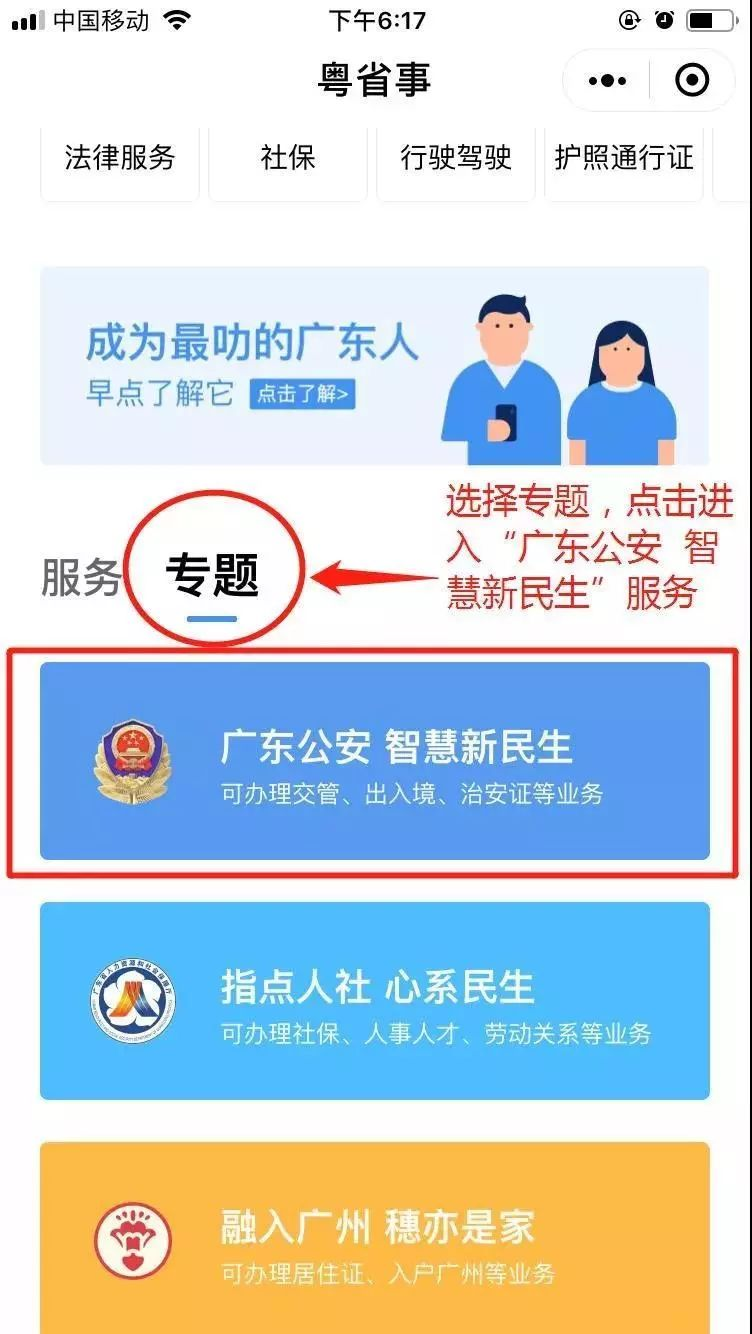 中国移动
下午6:17
粤省事
法律服务
社保
行驶驾驶
护照通行证
成为最叻的广东人
早点了解它
点击了解>
选择专题，点击进
入“广东公安 智
慧新民生”服务
服务
专题
广东公安 智慧新民生
可办理交管、出入境、治安证等业务
指点人社 心系民生
可办理社保、人事人才、劳动关系等业务
融入广州 穗亦是家
可办理居住证、入户广州等业务